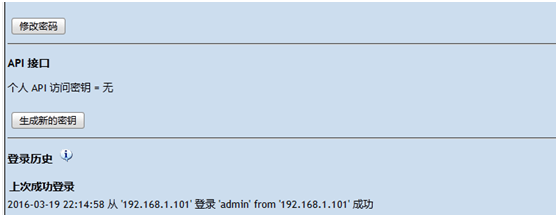 修改密码
API 接口
个人 API 访问密钥 = 无
生成新的密钥
登录历史
上次成功登录
2016-03-19 22:14:58 从 '192.168.1.101' 登录 'admin' from '192.168.1.101' 成功